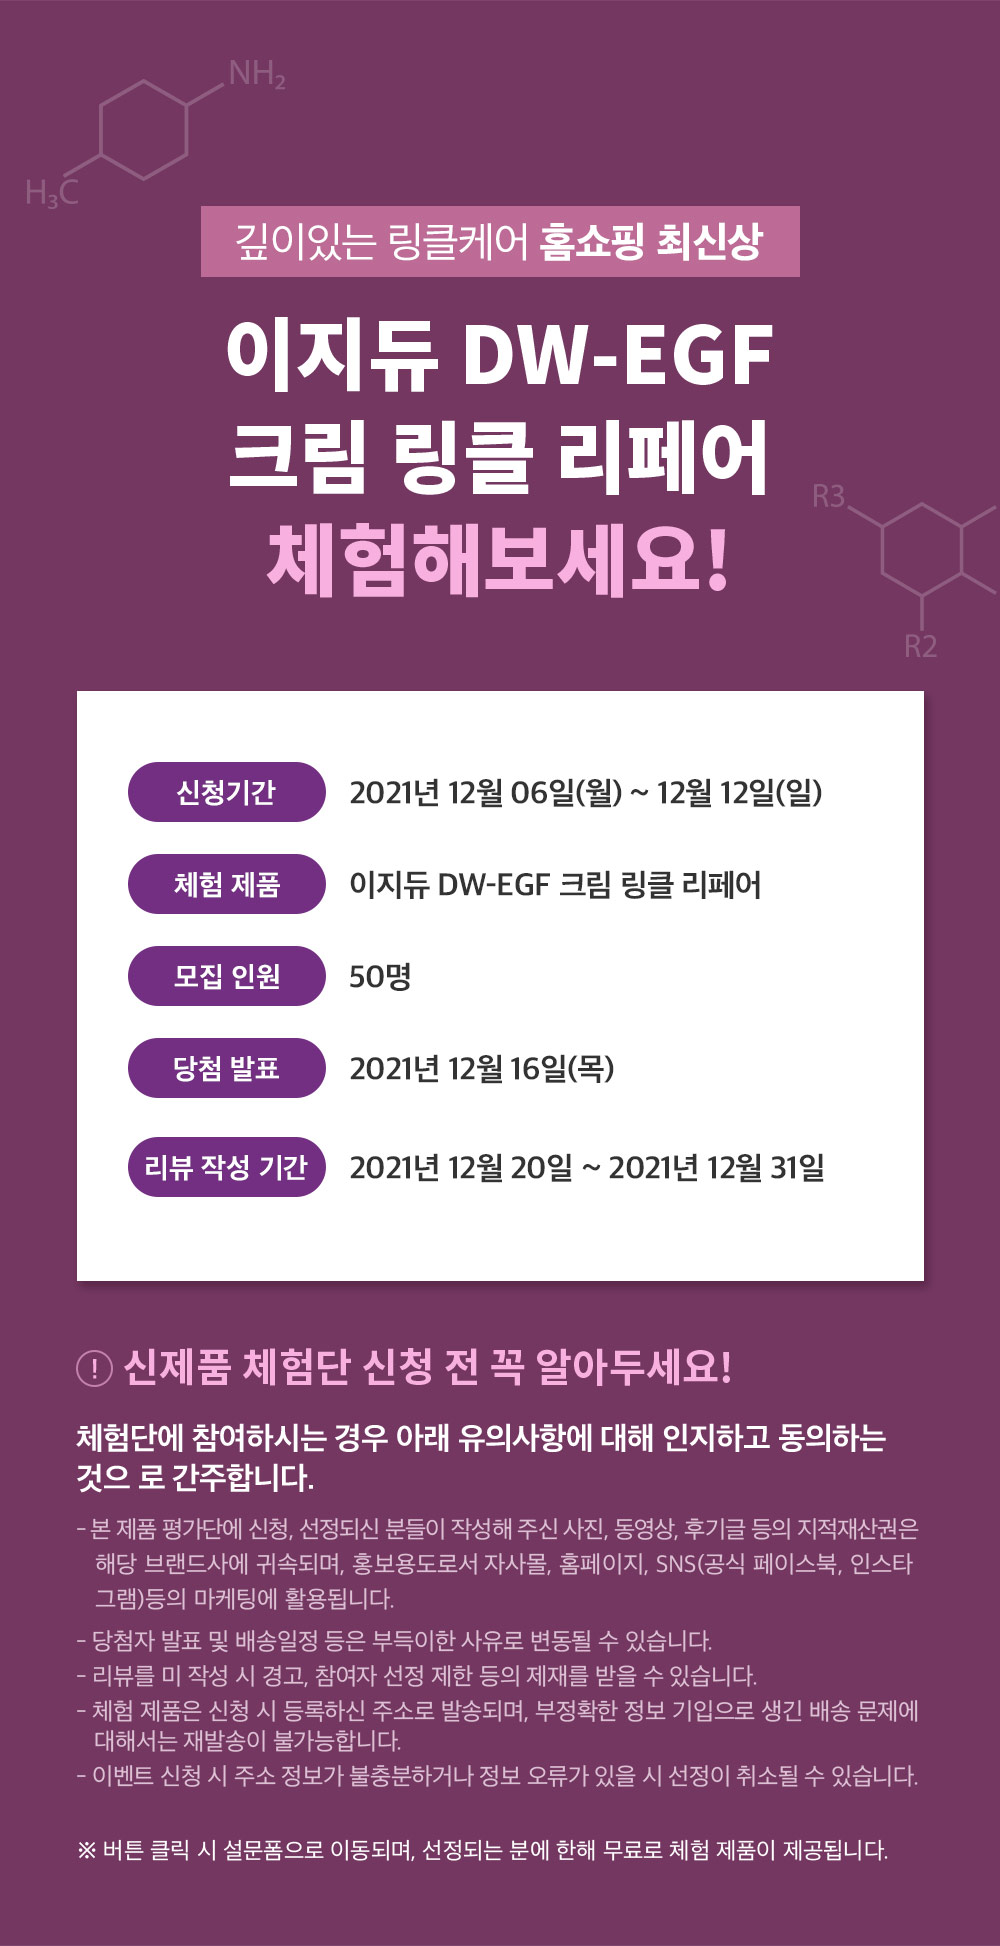 NH₂
H₃C
깊이있는 링클케어 홈쇼핑 최신상
이지듀 DW-EGF
크림 링클 리페어
체험해보세요!
R3
R2
신청기간 2021년 12월 06일(월) ~ 12월 12일(일)
체험 제품 이지듀 DW-EGF 크림 링클 리페어
모집 인원 50명
당첨 발표 2021년 12월 16일(목)
리뷰 작성 기간 2021년 12월 20일 ~ 2021년 12월 31일
! 신제품 체험단 신청 전 꼭 알아두세요!
체험단에 참여하시는 경우 아래 유의사항에 대해 인지하고 동의하는
것으 로 간주합니다.
- 본 제품 평가단에 신청, 선정되신 분들이 작성해 주신 사진, 동영상, 후기글 등의 지적재산권은
해당 브랜드사에 귀속되며, 홍보용도로서 자사몰, 홈페이지, SNS(공식 페이스북, 인스타
그램)등의 마케팅에 활용됩니다.
- 당첨자 발표 및 배송일정 등은 부득이한 사유로 변동될 수 있습니다.
- 리뷰를 미 작성 시 경고, 참여자 선정 제한 등의 제재를 받을 수 있습니다.
- 체험 제품은 신청 시 등록하신 주소로 발송되며, 부정확한 정보 기입으로 생긴 배송 문제에
대해서는 재발송이 불가능합니다.
- 이벤트 신청 시 주소 정보가 불충분하거나 정보 오류가 있을 시 선정이 취소될 수 있습니다.
※ 버튼 클릭 시 설문폼으로 이동되며, 선정되는 분에 한해 무료로 체험 제품이 제공됩니다.